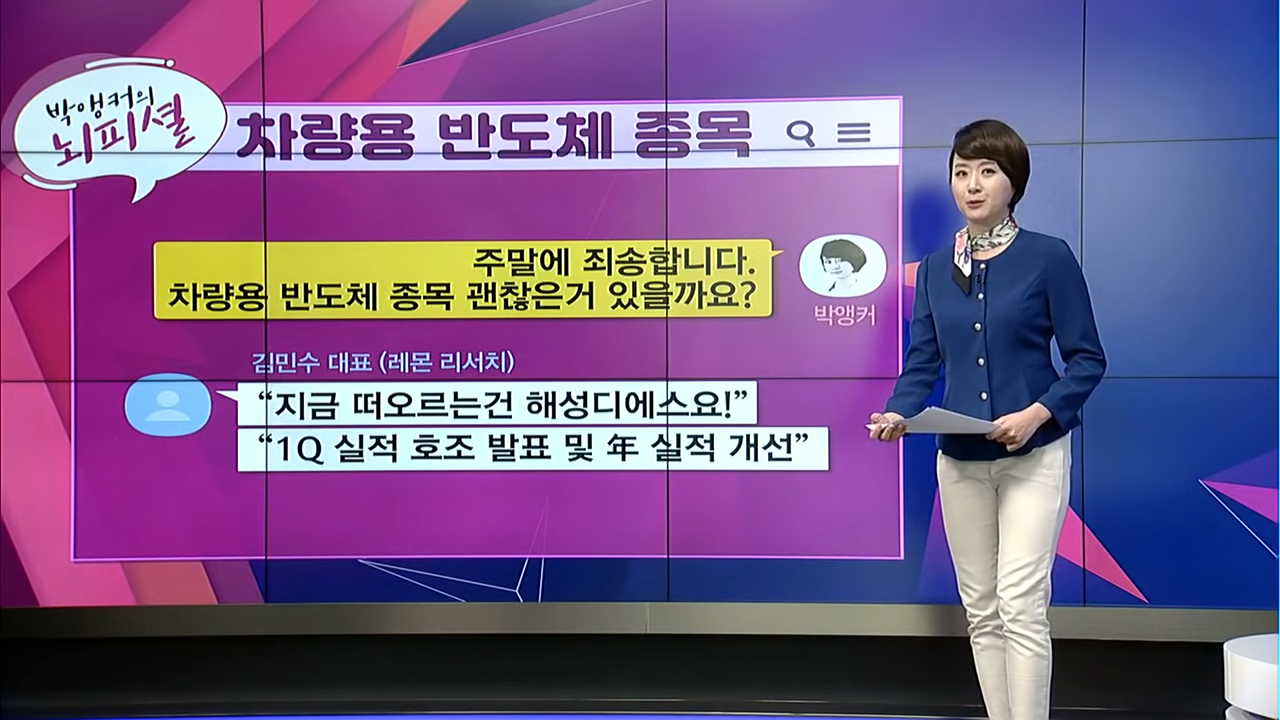 박앵커의
뇌피셜
차량용 반도체 종목
주말에 죄송합니다.
차량용 반도체 종목 괜찮은거 있을까요?
박앵커
김민수 대표 (레몬 리서치)
“지금 떠오르는건 해성디에스요!”
“1Q 실적 호조 발표 및 年 실적 개선”